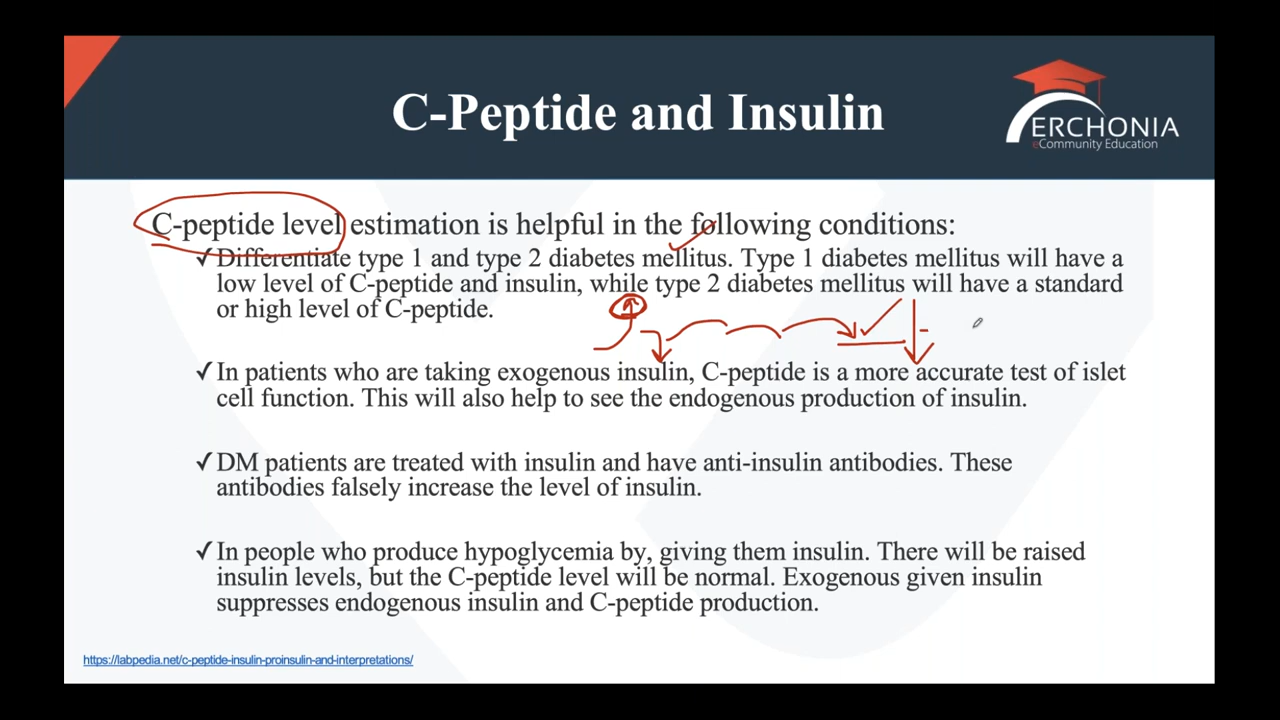 C-Peptide and Insulin
ERCHONIA
eCommunity Education
C-peptide level estimation is helpful in the following conditions:
✓Differentiate type 1 and type 2 diabetes mellitus. Type 1 diabetes mellitus will have a
low level of C-peptide and insulin, while type 2 diabetes mellitus will have a standard
or high level of C-peptide.
✓In patients who are taking exogenous insulin, C-peptide is a more accurate test of islet
cell function. This will also help to see the endogenous production of insulin.
✓DM patients are treated with insulin and have anti-insulin antibodies. These
antibodies falsely increase the level of insulin.
✓In people who produce hypoglycemia by, giving them insulin. There will be raised
insulin levels, but the C-peptide level will be normal. Exogenous given insulin
suppresses endogenous insulin and C-peptide production.
https://labpedia.net/c-peptide-insulin-proinsulin-and-interpretations/